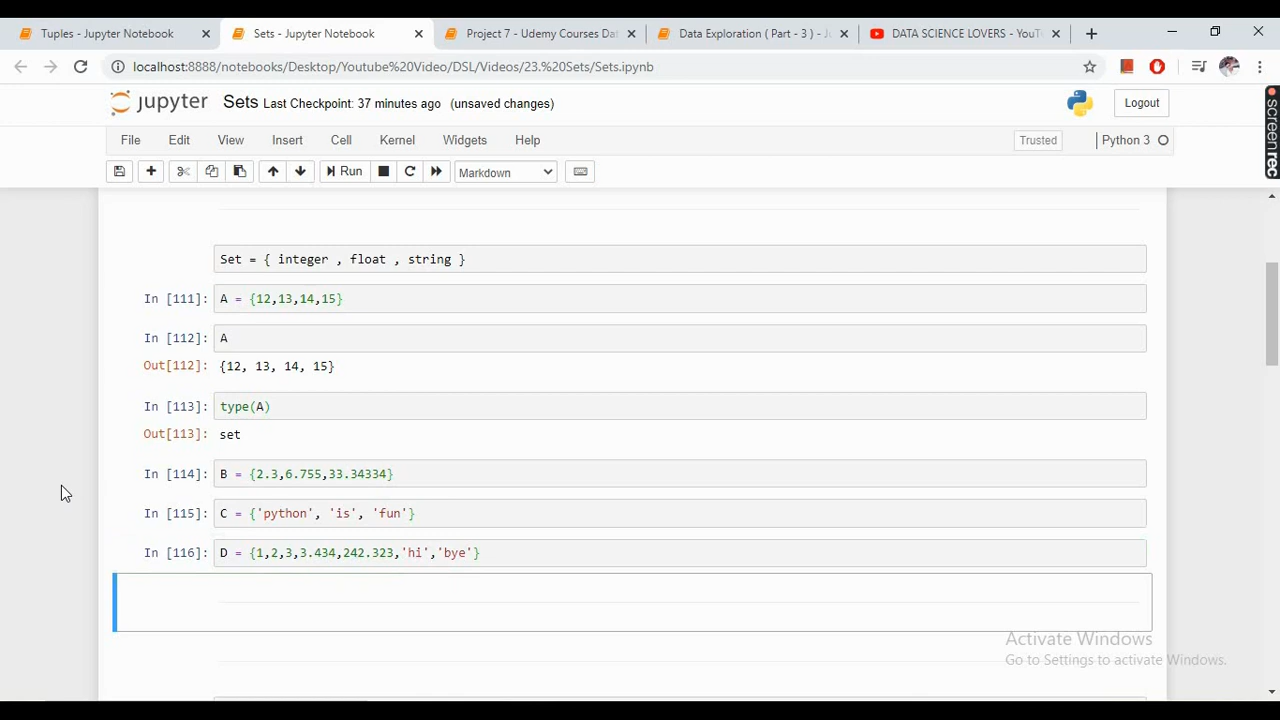 Tuples - Jupyter Notebook
Sets - Jupyter Notebook
Project 7 - Udemy Courses Dat
Data Exploration ( Part - 3 ) - Ju
DATA SCIENCE LOVERS - YouTu
localhost:8888/notebooks/Desktop/Youtube%20Video/DSL/Videos/23.%20Sets/Sets.ipynb
jupyter Sets Last Checkpoint: 37 minutes ago (unsaved changes)
Logout
File Edit View Insert Cell Kernel Widgets Help
Trusted
Python 3
Run
Markdown
screenrec
Set = { integer , float , string }
In [111]: A = {12,13,14,15}
In [112]: A
Out[112]: {12, 13, 14, 15}
In [113]: type(A)
Out[113]: set
In [114]: B = {2.3,6.755,33.34334}
In [115]: C = {'python', 'is', 'fun'}
In [116]: D = {1,2,3,3.434,242.323,'hi','bye'}
Activate Windows
Go to Settings to activate Windows.